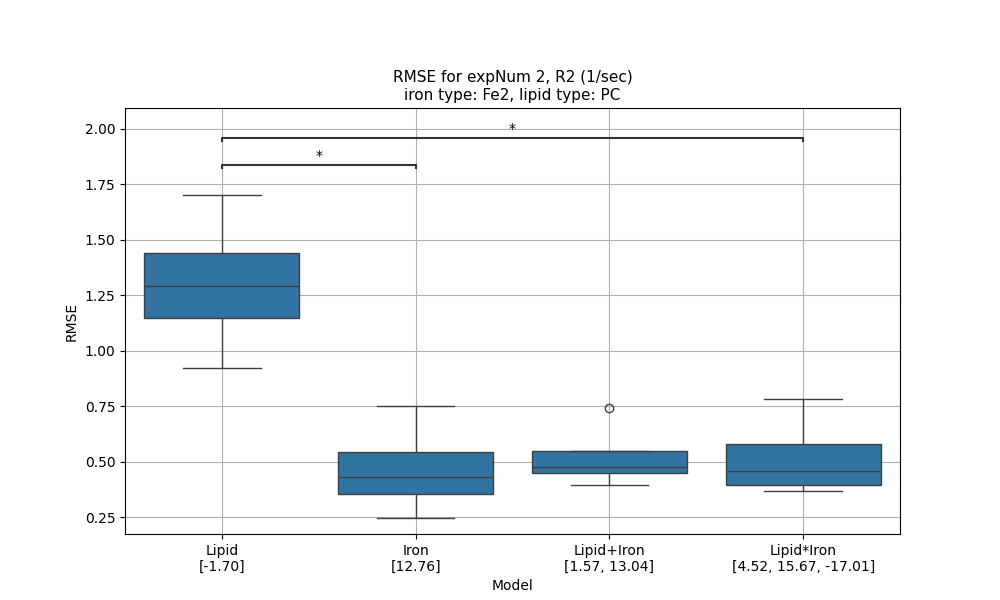 RMSE for expNum 2, R2 (1/sec)
iron type: Fe2, lipid type: PC
2.00
1.75
1.50
1.25
1.00
0.75
0.50
0.25
RMSE
*
*
Lipid
[-1.70]
Iron
[12.76]
Lipid+Iron
[1.57, 13.04]
Lipid*Iron
[4.52, 15.67, -17.01]
Model